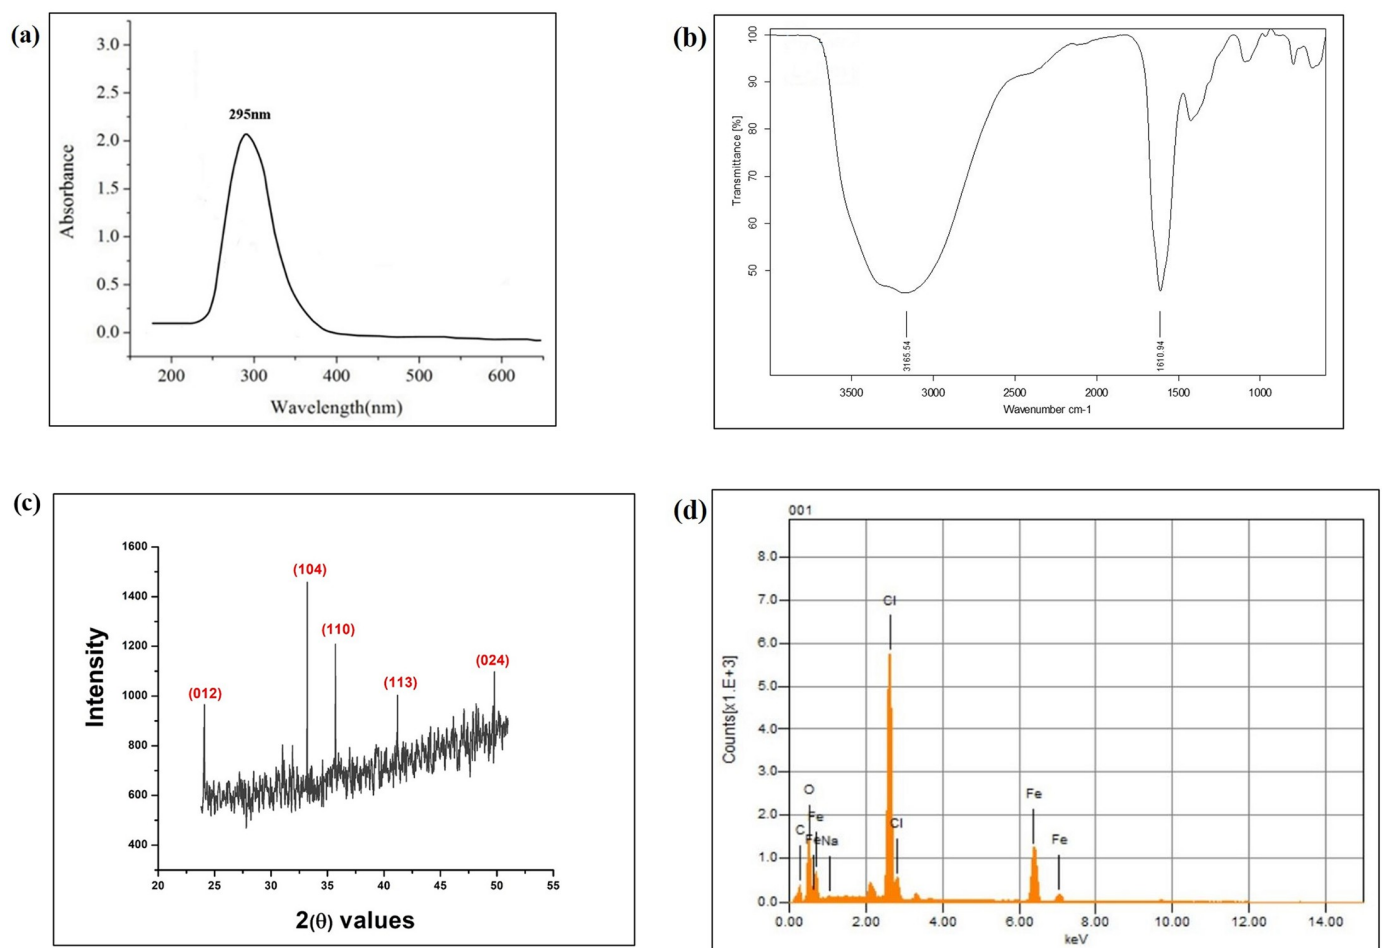 (a)
3.0
2.5
2.0
1.5
1.0
0.5
0.0
Absorbance
295nm
200 300 400 500 600
Wavelength(nm)
(b)
100
90
80
70
60
50
Transmittance [%]
3165.54
1610.94
3500 3000 2500 2000 1500 1000
Wavenumber cm-1
(c)
1600
1400
1200
1000
800
600
400
Intensity
(012)
(104)
(110)
(113)
(024)
20 25 30 35 40 45 50 55
2(θ) values
(d)
001
8.0
7.0
6.0
5.0
4.0
3.0
2.0
1.0
0.0
Counts[x1.E+3]
Cl
O
Fe
C
Fe
Na
Cl
Fe
Fe
0.00 2.00 4.00 6.00 8.00 10.00 12.00 14.00
keV